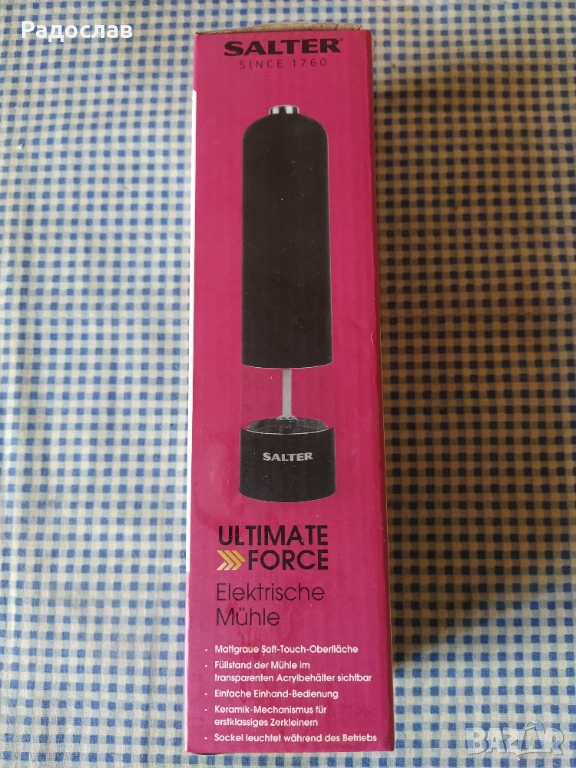 Радослав
SALTER
SINCE 1760
SALTER
ULTIMATE
FORCE
Elektrische
Mühle
• Mattgraue Soft-Touch-Oberfläche
• Füllstand der Mühle im
transparenten Acrylbehälter sichtbar
• Einfache Einhand-Bedienung
• Keramik-Mechanismus für
erstklassiges Zerkleinern
• Sockel leuchtet während des Betriebs
BAZAR